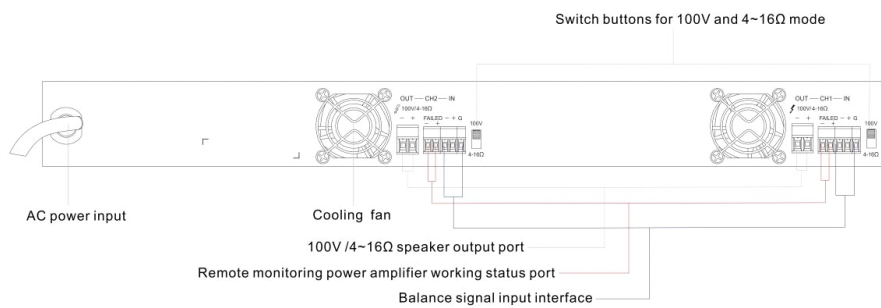 Switch buttons for 100V and 4~16Ω mode
OUT — CH2 — IN
100V/4-16Ω
− + FAILED − + G
− +
100V
4-16Ω
OUT — CH1 — IN
100V/4-16Ω
− + FAILED − + G
− +
100V
4-16Ω
AC power input
Cooling fan
100V /4~16Ω speaker output port
Remote monitoring power amplifier working status port
Balance signal input interface